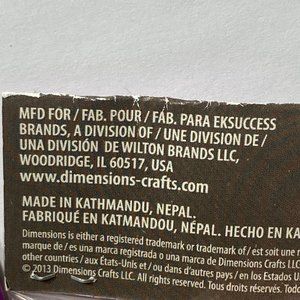 MFD FOR / FAB. POUR / FAB. PARA EKSUCCESS
BRANDS, A DIVISION OF / UNE DIVISION DE /
UNA DIVISIÓN DE WILTON BRANDS LLC,
WOODRIDGE, IL 60517, USA
www.dimensions-crafts.com
MADE IN KATHMANDU, NEPAL.
FABRIQUÉ EN KATMANDOU, NÉPAL. HECHO EN KA
Dimensions is either a registered trademark or trademark of / est soit une
marque de / es una marca registrada o una marca de Dimensions Crafts LLC
other countries/ aux États-Unis et / ou dans d'autres pays / en los Estados U
© 2013 Dimensions Crafts LLC. All rights reserved. Tous droits réservés. Todo